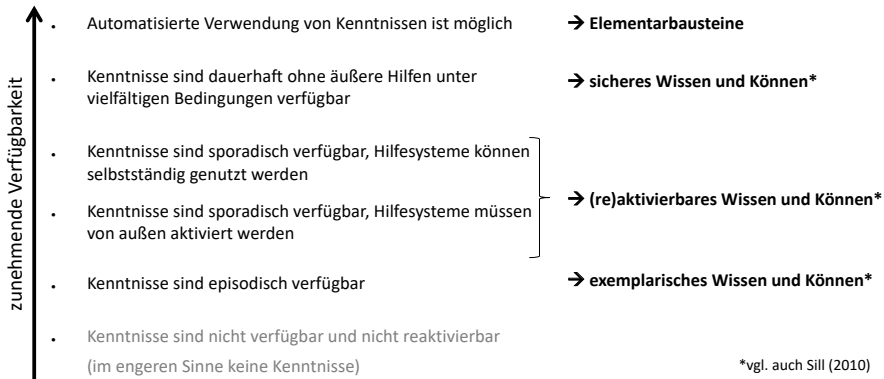 zunehmende Verfügbarkeit
. Automatisierte Verwendung von Kenntnissen ist möglich → Elementarbausteine
. Kenntnisse sind dauerhaft ohne äußere Hilfen unter
vielfältigen Bedingungen verfügbar → sicheres Wissen und Können*
. Kenntnisse sind sporadisch verfügbar, Hilfesysteme können
selbstständig genutzt werden
. Kenntnisse sind sporadisch verfügbar, Hilfesysteme müssen
von außen aktiviert werden
→ (re)aktivierbares Wissen und Können*
. Kenntnisse sind episodisch verfügbar → exemplarisches Wissen und Können*
. Kenntnisse sind nicht verfügbar und nicht reaktivierbar
(im engeren Sinne keine Kenntnisse)
*vgl. auch Sill (2010)